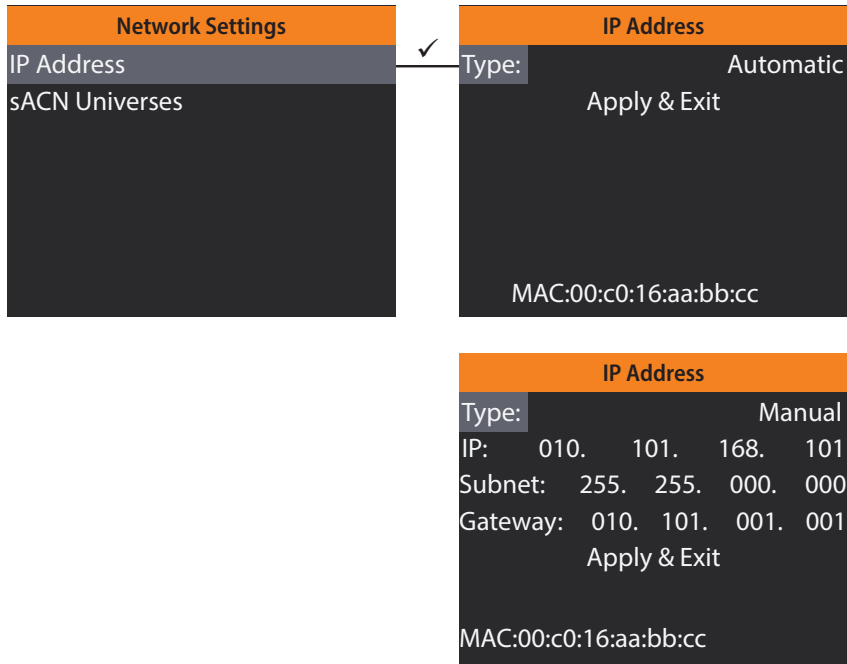 Network Settings
IP Address
sACN Universes
✓
IP Address
Type: Automatic
Apply & Exit
MAC:00:c0:16:aa:bb:cc
IP Address
Type: Manual
IP: 010. 101. 168. 101
Subnet: 255. 255. 000. 000
Gateway: 010. 101. 001. 001
Apply & Exit
MAC:00:c0:16:aa:bb:cc